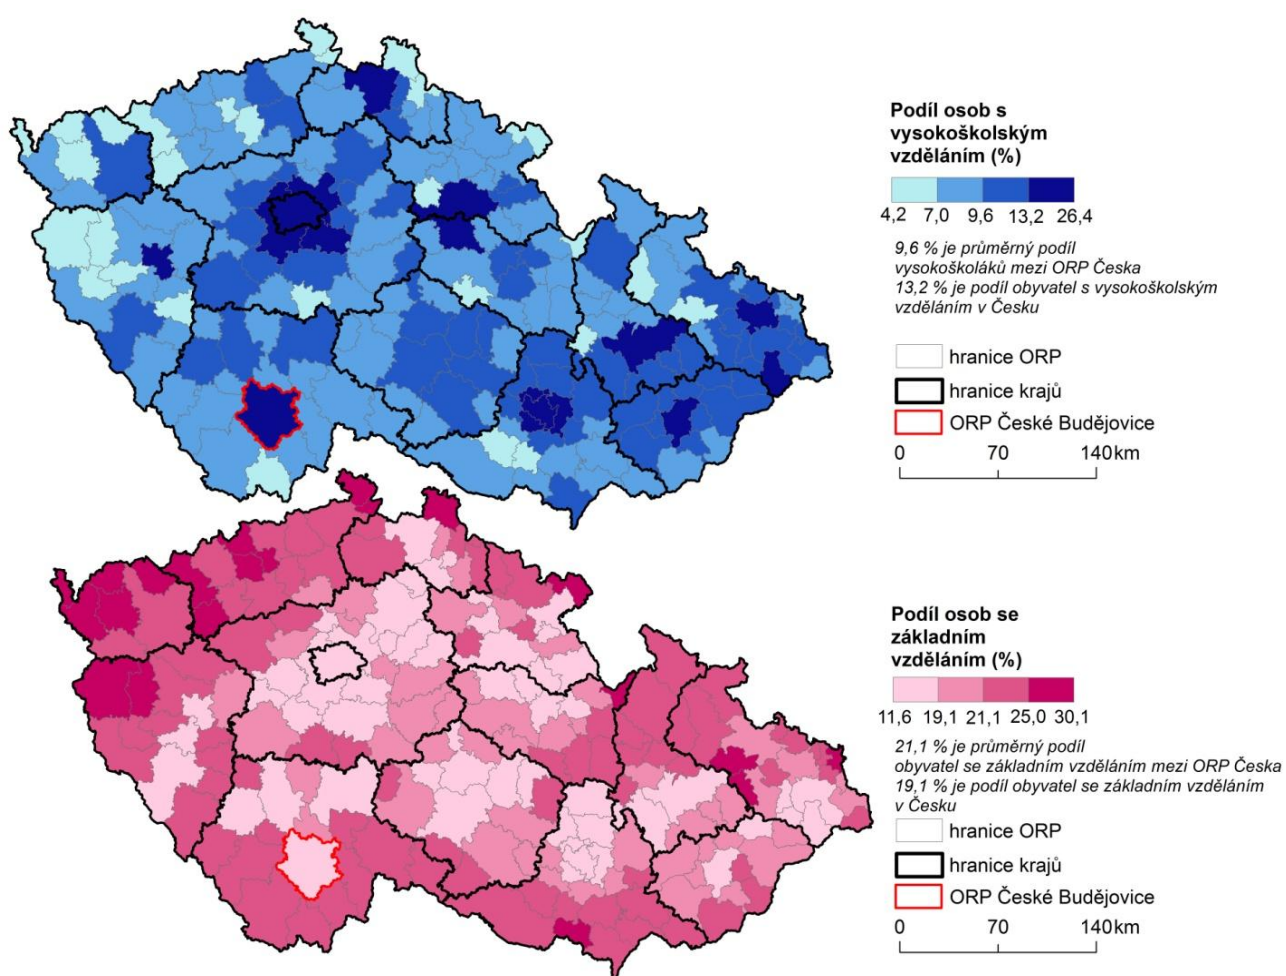 Podíl osob s
vysokoškolským
vzděláním (%)
4,2 7,0 9,6 13,2 26,4
9,6 % je průměrný podíl
vysokoškoláků mezi ORP Česka
13,2 % je podíl obyvatel s vysokoškolským
vzděláním v Česku
hranice ORP
hranice krajů
ORP České Budějovice
0 70 140 km
Podíl osob se
základním
vzděláním (%)
11,6 19,1 21,1 25,0 30,1
21,1 % je průměrný podíl
obyvatel se základním vzděláním mezi ORP Česka
19,1 % je podíl obyvatel se základním vzděláním
v Česku
hranice ORP
hranice krajů
ORP České Budějovice
0 70 140 km